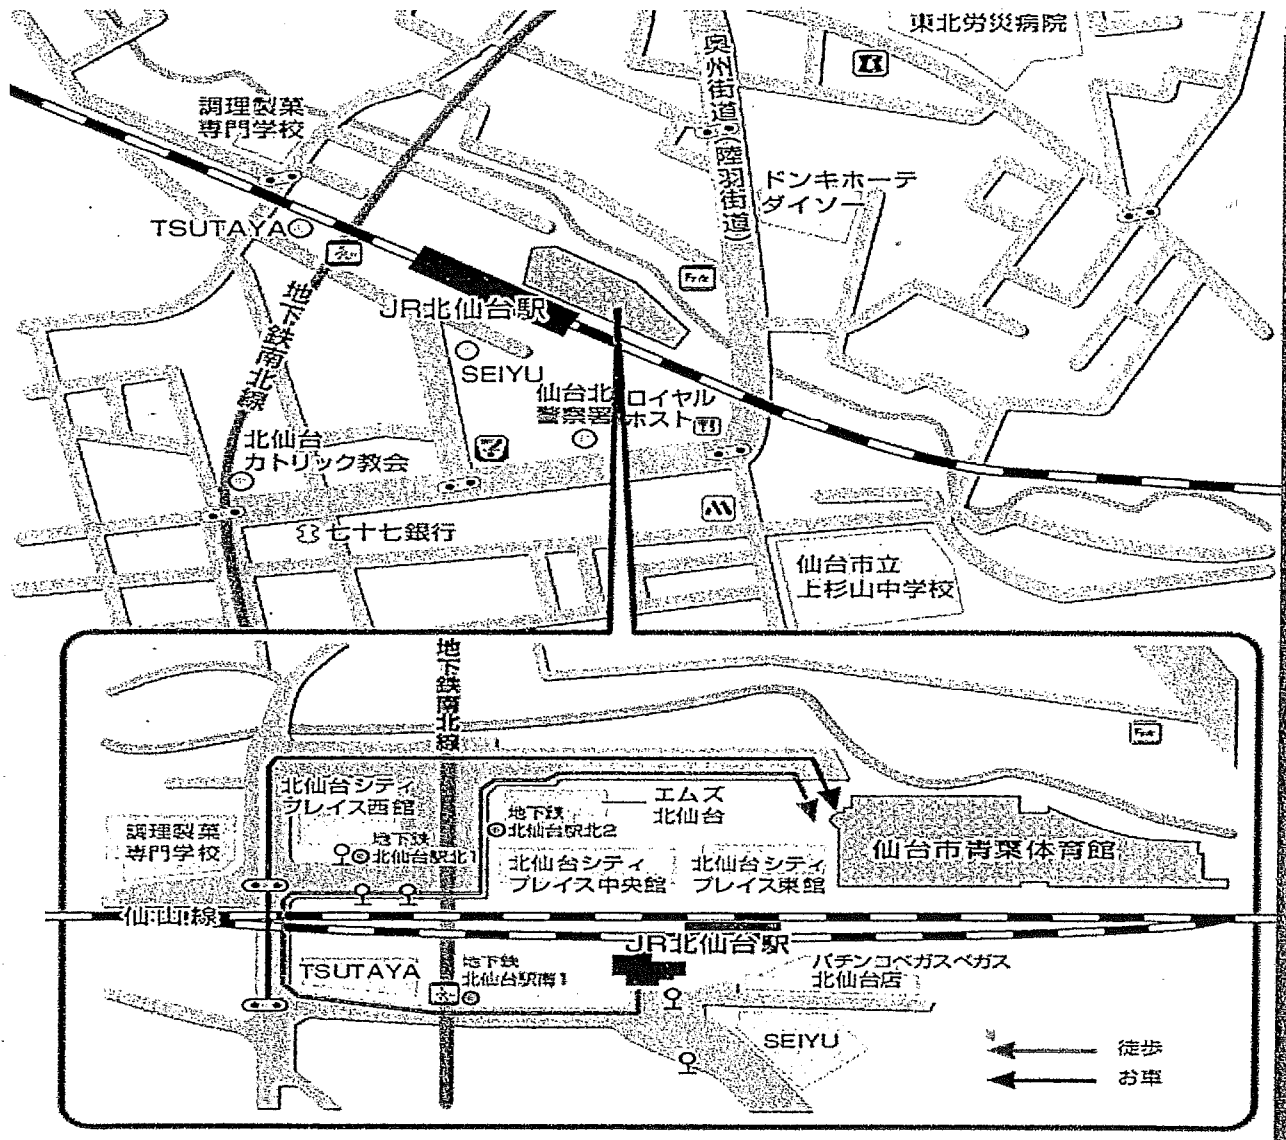 東北労災病院
奥州街道(陸羽街道)
調理製菓
専門学校
ドンキホーテ
ダイソー
TSUTAYA
地下鉄南北線
JR北仙台駅
SEIYU
仙台北
警察署
ロイヤル
ホスト
北仙台
カトリック教会
七十七銀行
仙台市立
上杉山中学校
地下鉄南北線
北仙台シティ
プレイス西館
エムズ
北仙台
地下鉄
北仙台駅北2
調理製菓
専門学校
地下鉄
北仙台駅北1
北仙台シティ
プレイス中央館
北仙台シティ
プレイス東館
仙台市青葉体育館
仙山線
JR北仙台駅
TSUTAYA
地下鉄
北仙台駅南1
パチンコベガスベガス
北仙台店
SEIYU
徒歩
お車